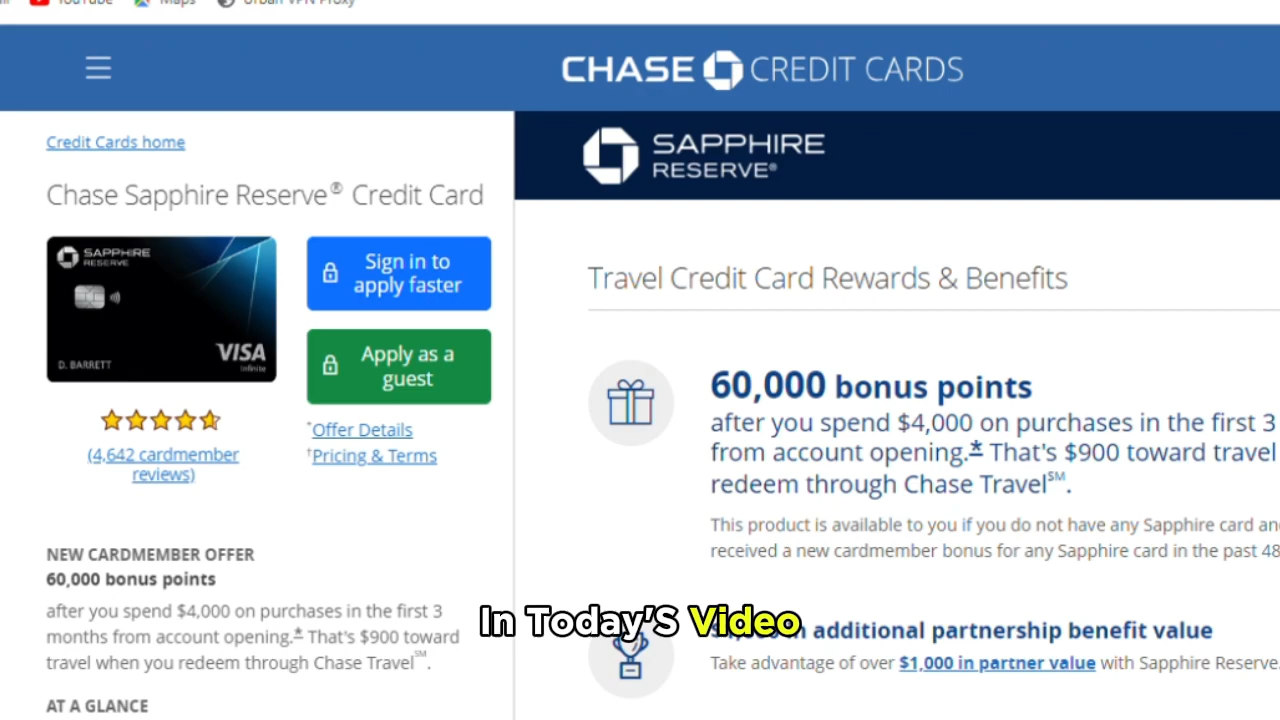 YouTube
Maps
Urban VPN Proxy
CHASE CREDIT CARDS
Credit Cards home
Chase Sapphire Reserve® Credit Card
SAPPHIRE
RESERVE
D. BARRETT
VISA
Infinite
Sign in to
apply faster
Apply as a
guest
(4,642 cardmember
reviews)
*Offer Details
†Pricing & Terms
NEW CARDMEMBER OFFER
60,000 bonus points
after you spend $4,000 on purchases in the first 3
months from account opening.* That's $900 toward
travel when you redeem through Chase Travel℠.
AT A GLANCE
SAPPHIRE
RESERVE®
Travel Credit Card Rewards & Benefits
60,000 bonus points
after you spend $4,000 on purchases in the first 3
from account opening.* That's $900 toward travel
redeem through Chase Travel℠.
This product is available to you if you do not have any Sapphire card and
received a new cardmember bonus for any Sapphire card in the past 48
in additional partnership benefit value
Take advantage of over $1,000 in partner value with Sapphire Reserve.
In Today'S Video